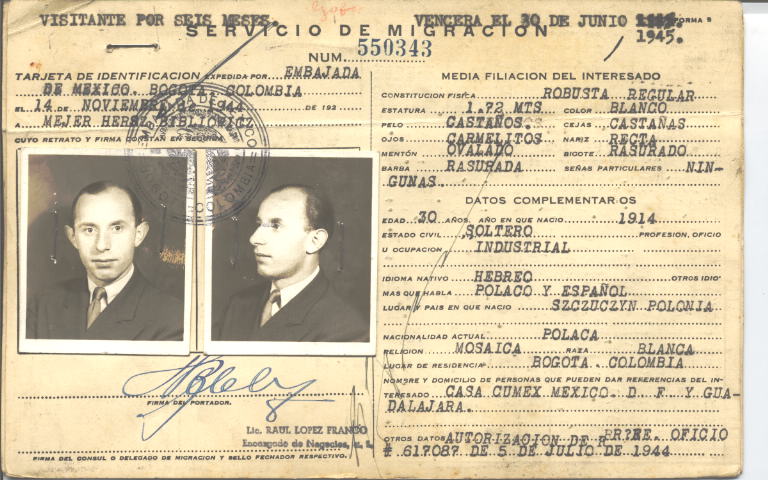 VISITANTE POR SEIS MESES.
VENCERA EL 30 DE JUNIO
FORMA
1945.
SERVICIO DE MIGRACION
NUM. 550343
TARJETA DE IDENTIFICACION EXPEDIDA POR EMBAJADA
DE MEXICO. BOGOTA, COLOMBIA
EL 14 DE NOVIEMBRE 1944 DE 192
A MEJER HERSZ BIBLIOWICZ
CUYO RETRATO Y FIRMA CONSTAN EN SEGUIDA
COLOMBIA
FIRMA DEL PORTADOR.
Lic. RAUL LOPEZ FRANCO
Encargado de Negocios,
FIRMA DEL CONSUL O DELEGADO DE MIGRACION Y SELLO FECHADOR RESPECTIVO.
MEDIA FILIACION DEL INTERESADO
CONSTITUCION FISICA ROBUSTA REGULAR
ESTATURA 1.72 MTS COLOR BLANCO
PELO CASTAÑOS. CEJAS CASTAÑAS
OJOS CARMELITOS NARIZ RECTA
MENTÓN OVALADO BIGOTE RASURADO
BARBA RASURADA SEÑAS PARTICULARES NIN-
GUNAS.
DATOS COMPLEMENTARIOS
EDAD 30 AÑOS, AÑO EN QUE NACIO 1914
ESTADO CIVIL SOLTERO PROFESION, OFICIO
U OCUPACION INDUSTRIAL
IDIOMA NATIVO HEBREO OTROS IDIO
MAS QUE HABLA POLACO Y ESPAÑOL
LUGAR Y PAIS EN QUE NACIO SZCZUCZYN POLONIA
NACIONALIDAD ACTUAL POLACA
RELIGION MOSAICA RAZA BLANCA
LUGAR DE RESIDENCIA BOGOTA. COLOMBIA
NOMBRE Y DOMICILIO DE PERSONAS QUE PUEDEN DAR REFERENCIAS DEL IN-
TERESADO CASA CUMEX MEXICO. D. F. Y GUA-
DALAJARA.
OTROS DATOS AUTORIZACION DE OFICIO
# 617087 DE 5 DE JULIO DE 1944